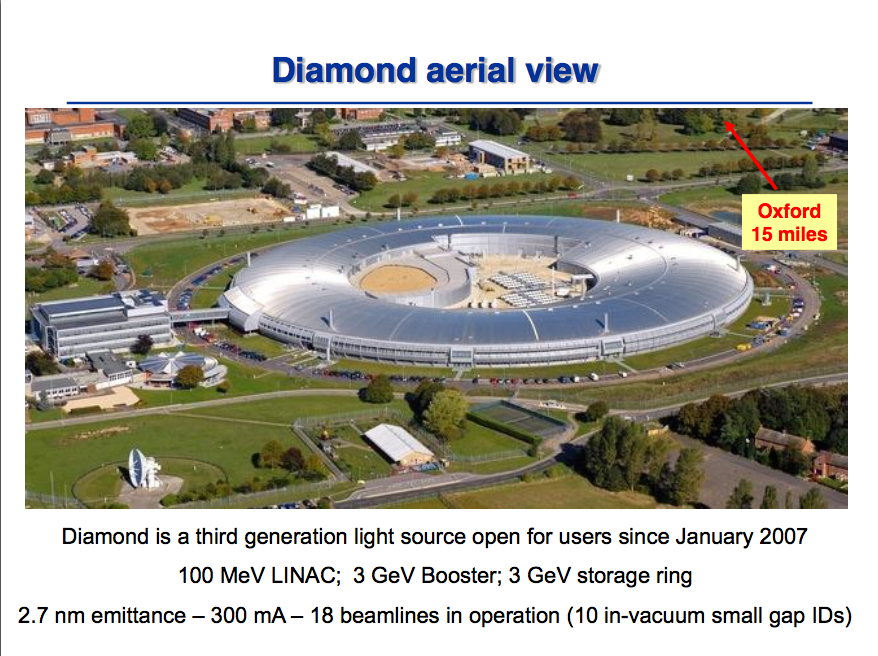 Diamond aerial view
Oxford
15 miles
Diamond is a third generation light source open for users since January 2007
100 MeV LINAC;  3 GeV Booster; 3 GeV storage ring
2.7 nm emittance – 300 mA – 18 beamlines in operation (10 in-vacuum small gap IDs)